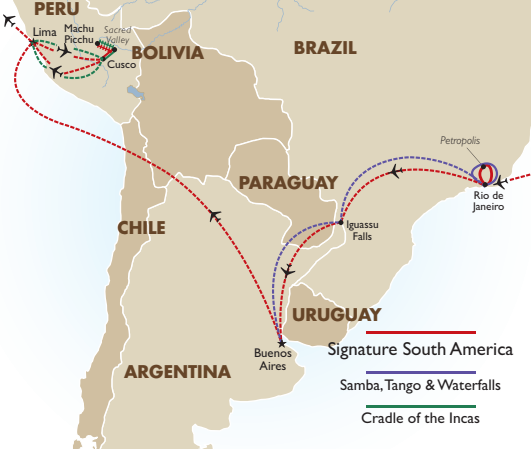 PERU
Lima
Machu
Picchu
Sacred
Valley
Cusco
BOLIVIA
BRAZIL
Petropolis
Rio de
Janeiro
PARAGUAY
Iguassu
Falls
CHILE
URUGUAY
Buenos
Aires
ARGENTINA
Signature South America
Samba, Tango & Waterfalls
Cradle of the Incas